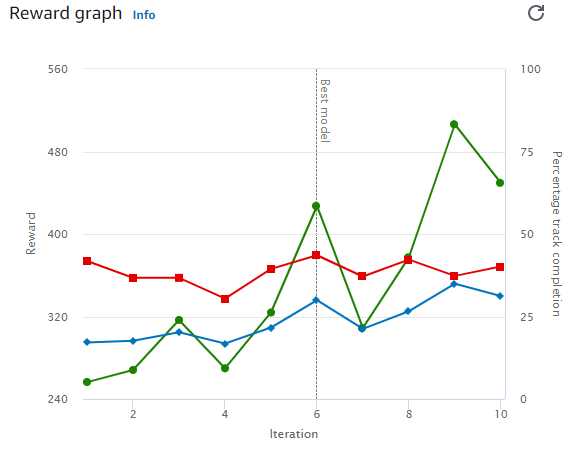 Reward graph Info
560 100
Best model
480 75
400 50
Reward
Percentage track completion
320 25
240 0
2 4 6 8 10
Iteration